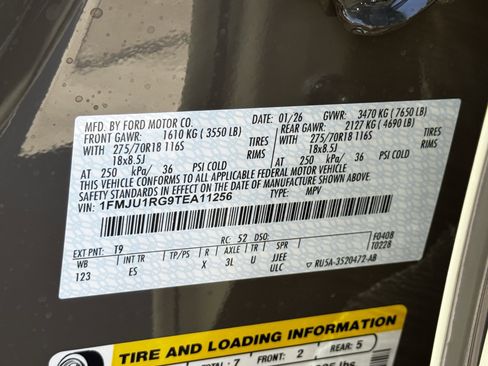 MFD. BY FORD MOTOR CO. DATE: 01/26 GVWR: 3470 KG ( 7650 LB)
FRONT GAWR: 1610 KG ( 3550 LB) REAR GAWR: 2127 KG ( 4690 LB)
WITH 275/70R18 116S TIRES WITH 275/70R18 116S TIRES
18x8.5J RIMS 18x8.5J RIMS
AT 250 kPa/ 36 PSI COLD AT 250 kPa/ 36 PSI COLD
THIS VEHICLE CONFORMS TO ALL APPLICABLE FEDERAL MOTOR VEHICLE
SAFETY STANDARDS IN EFFECT ON THE DATE OF MANUFACTURE SHOWN ABOVE.
VIN: 1FMJU1RG9TEA11256 TYPE: MPV
EXT PNT: T9 RC: 52 DSO: F0408
WB INT TR TP/PS R AXLE TR SPR T0228
123 ES X 3L U JJEE
ULC RU5A-3520472-AB
TIRE AND LOADING INFORMATION
TOTAL: 7 FRONT: 2 REAR: 5
lbs